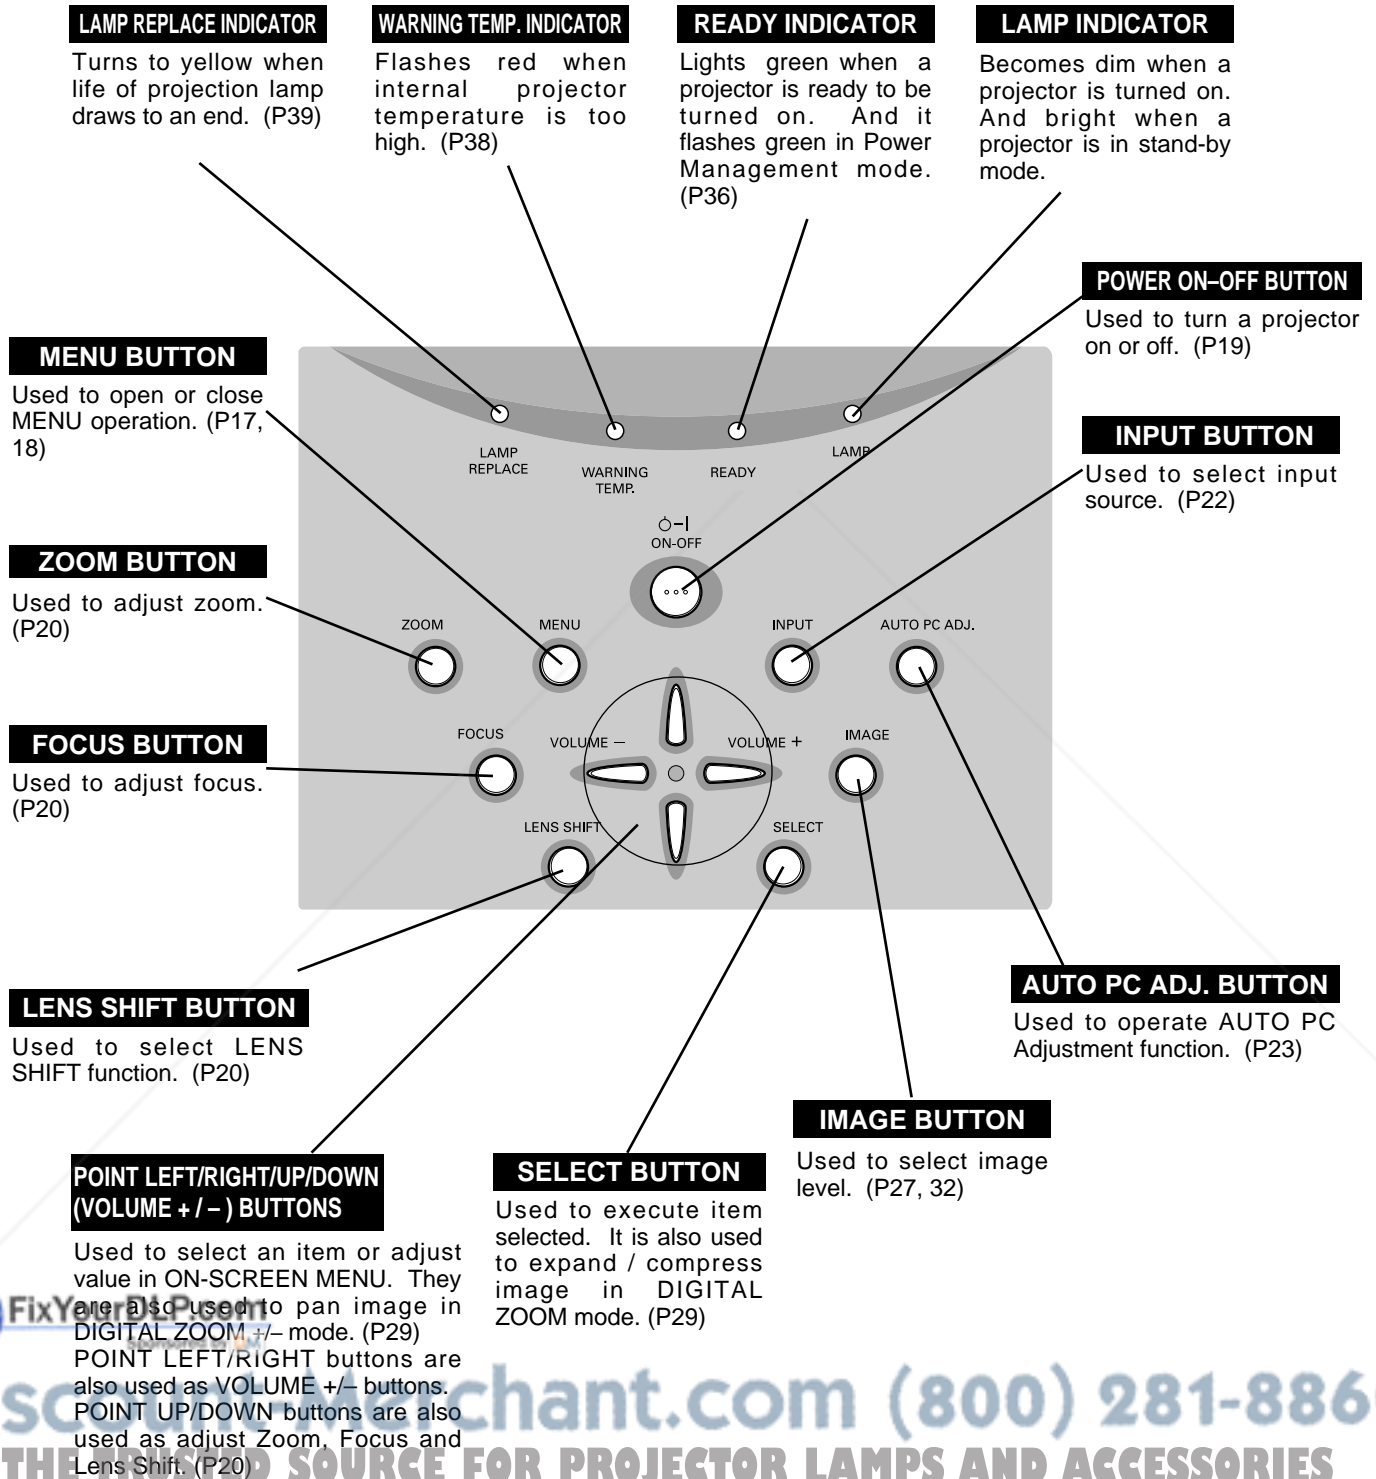 LAMP REPLACE INDICATOR
Turns to yellow when
life of projection lamp
draws to an end. (P39)
WARNING TEMP. INDICATOR
Flashes red when
internal projector
temperature is too
high. (P38)
READY INDICATOR
Lights green when a
projector is ready to be
turned on. And it
flashes green in Power
Management mode.
(P36)
LAMP INDICATOR
Becomes dim when a
projector is turned on.
And bright when a
projector is in stand-by
mode.
POWER ON–OFF BUTTON
Used to turn a projector
on or off. (P19)
MENU BUTTON
Used to open or close
MENU operation. (P17,
18)
INPUT BUTTON
Used to select input
source. (P22)
ZOOM BUTTON
Used to adjust zoom.
(P20)
FOCUS BUTTON
Used to adjust focus.
(P20)
LAMP
REPLACE
WARNING
TEMP.
READY
LAMP
ON-OFF
ZOOM
MENU
INPUT
AUTO PC ADJ.
FOCUS
VOLUME –
VOLUME +
IMAGE
LENS SHIFT
SELECT
LENS SHIFT BUTTON
Used to select LENS
SHIFT function. (P20)
AUTO PC ADJ. BUTTON
Used to operate AUTO PC
Adjustment function. (P23)
IMAGE BUTTON
Used to select image
level. (P27, 32)
POINT LEFT/RIGHT/UP/DOWN
(VOLUME + / – ) BUTTONS
Used to select an item or adjust
value in ON-SCREEN MENU. They
are also used to pan image in
DIGITAL ZOOM +/– mode. (P29)
POINT LEFT/RIGHT buttons are
also used as VOLUME +/– buttons.
POINT UP/DOWN buttons are also
used as adjust Zoom, Focus and
Lens Shift. (P20)
SELECT BUTTON
Used to execute item
selected. It is also used
to expand / compress
image in DIGITAL
ZOOM mode. (P29)
FixYourDLP.com
Sponsored by
chant.com (800) 281-886
SOURCE FOR PROJECTOR LAMPS AND ACCESSORIES